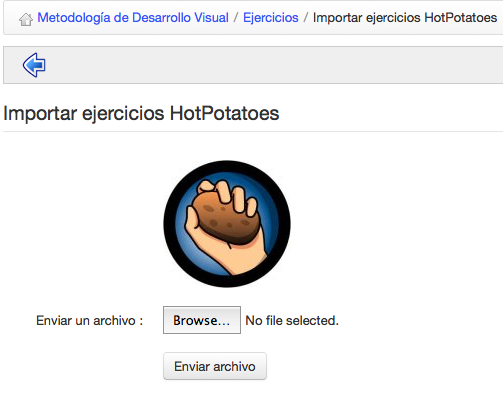 Metodología de Desarrollo Visual / Ejercicios / Importar ejercicios HotPotatoes
Importar ejercicios HotPotatoes
Enviar un archivo : Browse... No file selected.
Enviar archivo